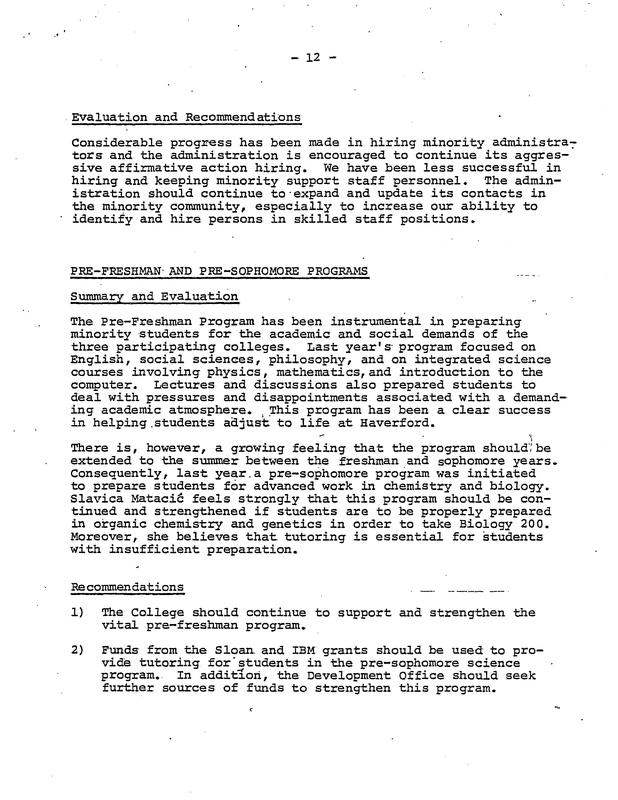 - 12 -
Evaluation and Recommendations
Considerable progress has been made in hiring minority administra-
tors and the administration is encouraged to continue its aggres-
sive affirmative action hiring. We have been less successful in
hiring and keeping minority support staff personnel. The admin-
istration should continue to expand and update its contacts in
the minority community, especially to increase our ability to
identify and hire persons in skilled staff positions.
PRE-FRESHMAN AND PRE-SOPHOMORE PROGRAMS
Summary and Evaluation
The Pre-Freshman Program has been instrumental in preparing
minority students for the academic and social demands of the
three participating colleges. Last year's program focused on
English, social sciences, philosophy, and on integrated science
courses involving physics, mathematics, and introduction to the
computer. Lectures and discussions also prepared students to
deal with pressures and disappointments associated with a demand-
ing academic atmosphere. This program has been a clear success
in helping students adjust to life at Haverford.
There is, however, a growing feeling that the program should be
extended to the summer between the freshman and sophomore years.
Consequently, last year a pre-sophomore program was initiated
to prepare students for advanced work in chemistry and biology.
Slavica Matacić feels strongly that this program should be con-
tinued and strengthened if students are to be properly prepared
in organic chemistry and genetics in order to take Biology 200.
Moreover, she believes that tutoring is essential for students
with insufficient preparation.
Recommendations
1) The College should continue to support and strengthen the
vital pre-freshman program.
2) Funds from the Sloan and IBM grants should be used to pro-
vide tutoring for students in the pre-sophomore science
program. In addition, the Development Office should seek
further sources of funds to strengthen this program.